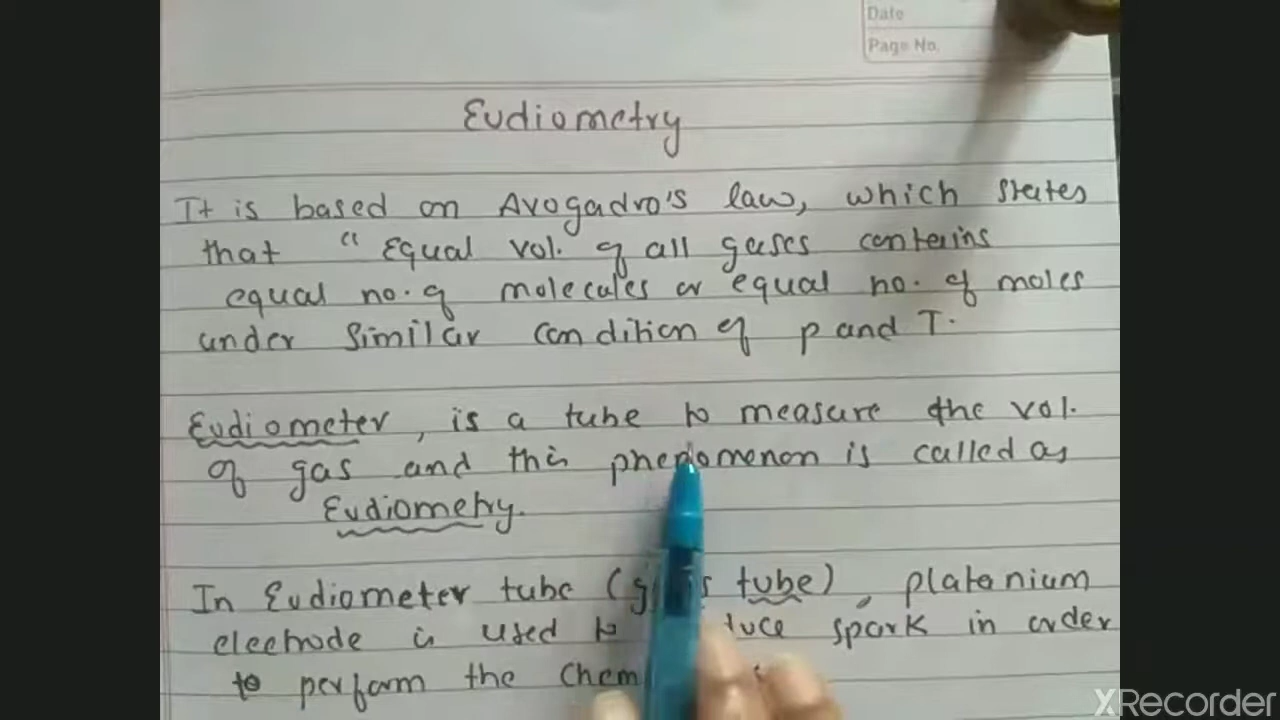 Date
Page No.
Eudiometry
It is based on Avogadro's law, which states
that "Equal vol. of all gases contains
equal no. of molecules or equal no. of moles
under similar condition of p and T.
Eudiometer, is a tube to measure the vol.
of gas and this phenomenon is called as
Eudiometry.
In Eudiometer tube ( tube), platenium
electrode is used to spark in order
to perform the
XRecorder